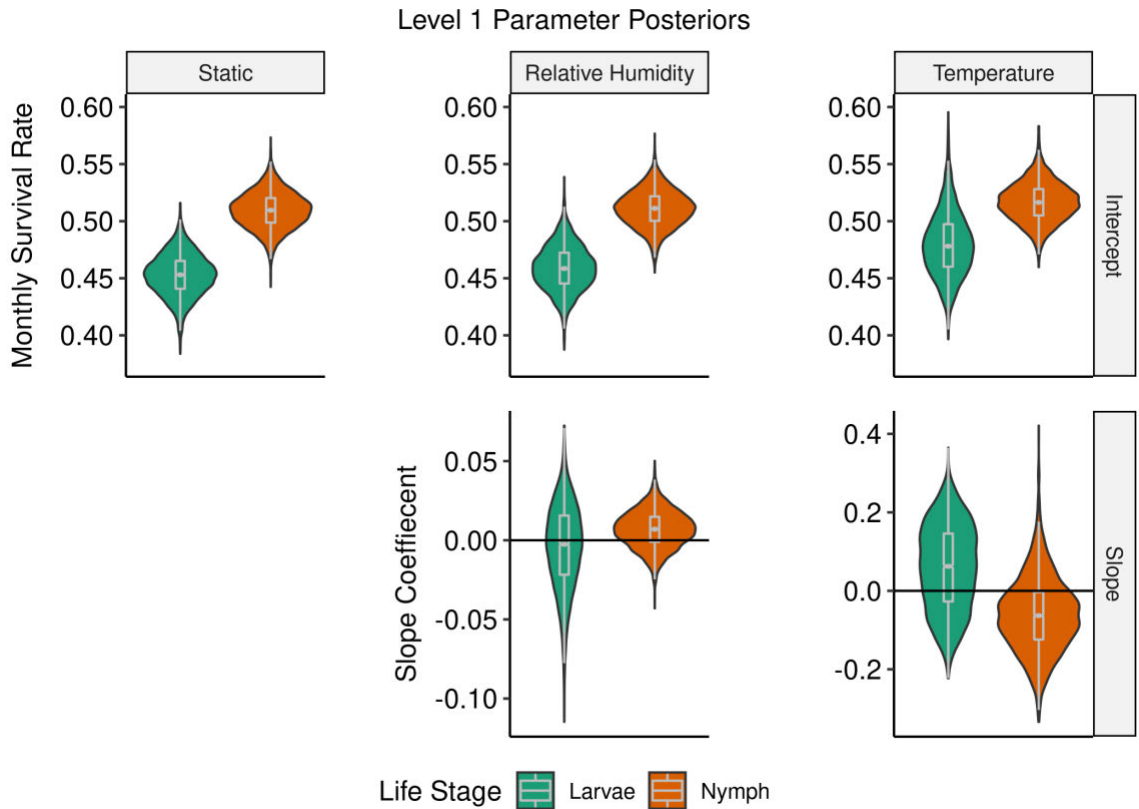 Level 1 Parameter Posteriors
Static
Relative Humidity
Temperature
Monthly Survival Rate
0.60
0.55
0.50
0.45
0.40
0.60
0.55
0.50
0.45
0.40
0.60
0.55
0.50
0.45
0.40
Intercept
Slope Coeffiecent
0.05
0.00
-0.05
-0.10
0.4
0.2
0.0
-0.2
Slope
Life Stage Larvae Nymph